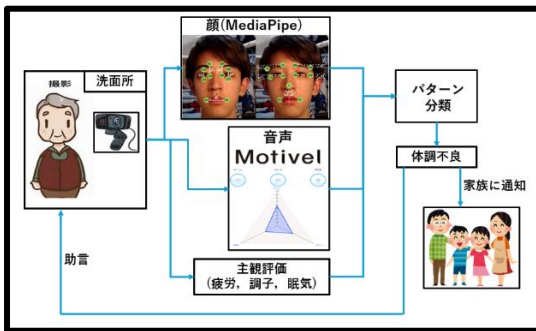 顔(MediaPipe)
撮影
洗面所
音声
Motivel
パターン
分類
体調不良
家族に通知
助言
主観評価
(疲労，調子，眠気)